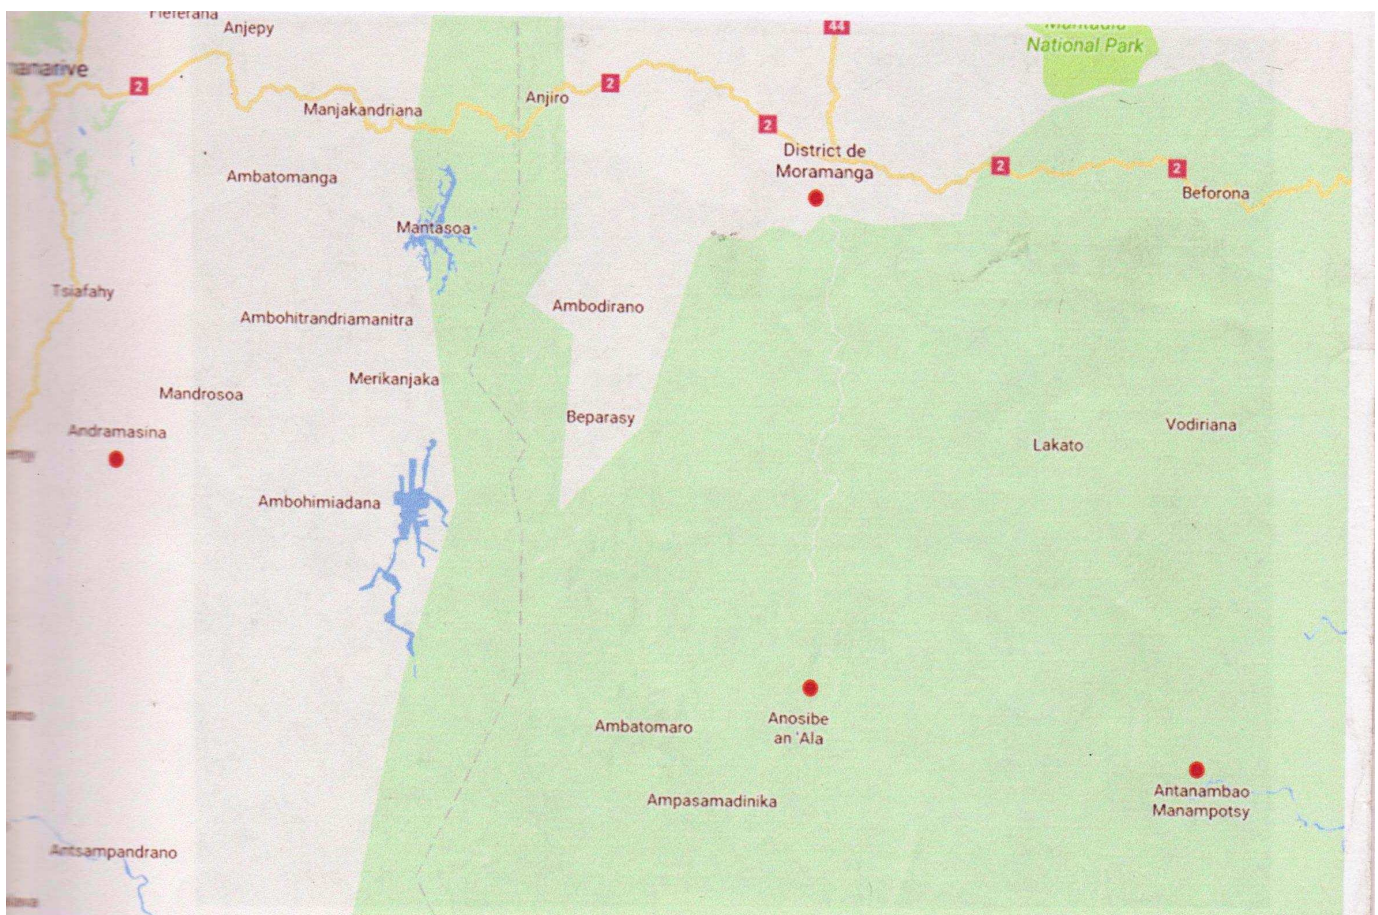 Anjepy
44
National Park
2
2
Manjakandriana
Anjiro
2
District de
Moramanga
2
2
Ambatomanga
Beforona
Mantasoa
Tsiafahy
Ambodirano
Ambohitrandriamanitra
Merikanjaka
Mandrosoa
Beparasy
Andramasina
Vodiriana
Lakato
Ambohimiadana
Anosibe
an 'Ala
Ambatomaro
Antanambao
Manampotsy
Ampasamadinika
Antsampandrano